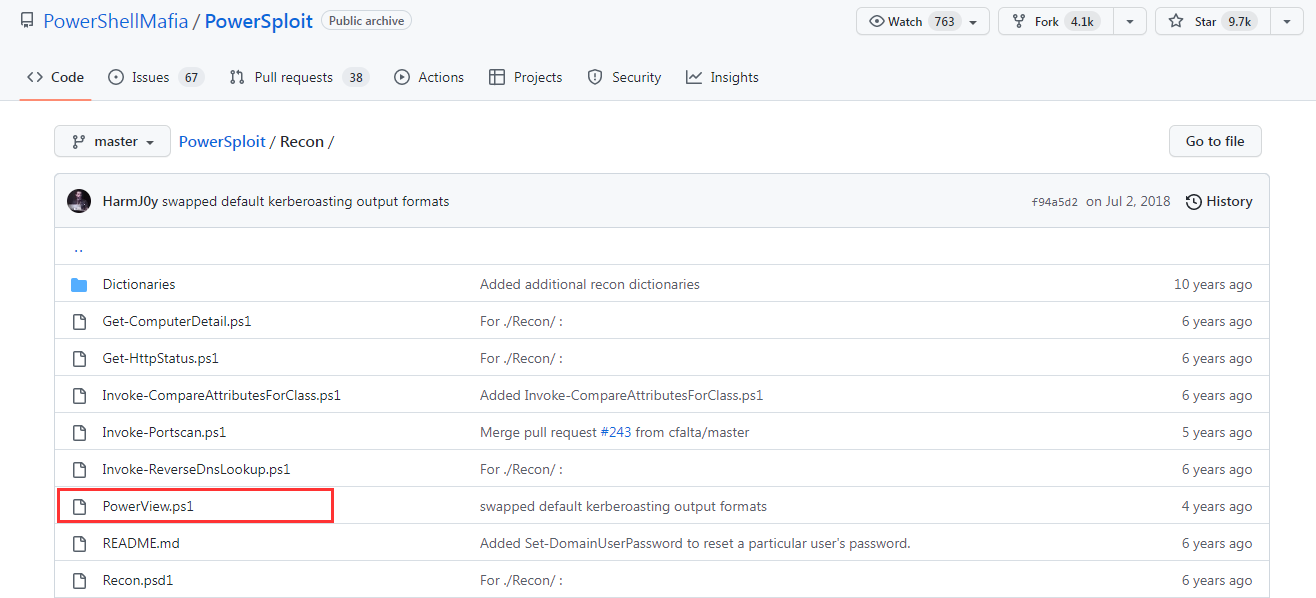 PowerShellMafia / PowerSploit Public archive Watch 763 Fork 4.1k Star 9.7k
Code Issues 67 Pull requests 38 Actions Projects Security Insights
master PowerSploit / Recon / Go to file
HarmJ0y swapped default kerberoasting output formats f94a5d2 on Jul 2, 2018 History
..
Dictionaries Added additional recon dictionaries 10 years ago
Get-ComputerDetail.ps1 For ./Recon/ : 6 years ago
Get-HttpStatus.ps1 For ./Recon/ : 6 years ago
Invoke-CompareAttributesForClass.ps1 Added Invoke-CompareAttributesForClass.ps1 6 years ago
Invoke-Portscan.ps1 Merge pull request #243 from cfalta/master 5 years ago
Invoke-ReverseDnsLookup.ps1 For ./Recon/ : 6 years ago
PowerView.ps1 swapped default kerberoasting output formats 4 years ago
README.md Added Set-DomainUserPassword to reset a particular user's password. 6 years ago
Recon.psd1 For ./Recon/ : 6 years ago